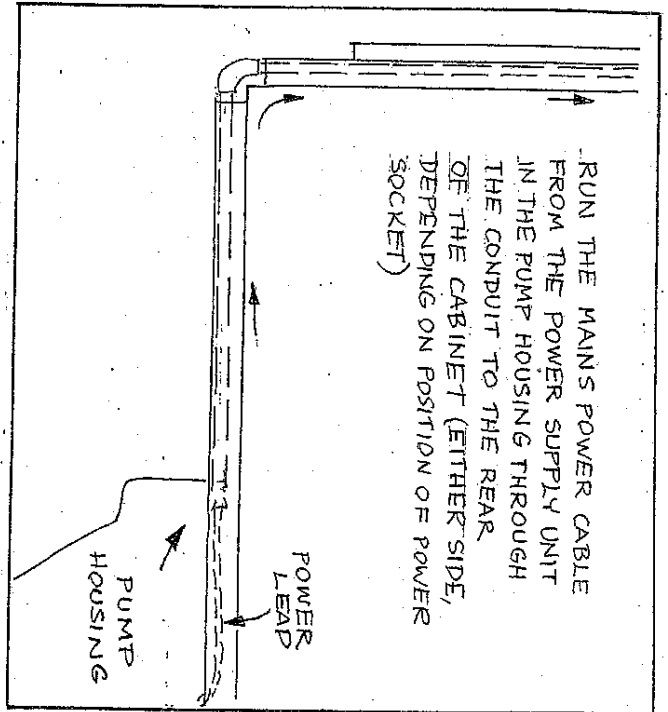 RUN THE MAINS POWER CABLE
FROM THE POWER SUPPLY UNIT
IN THE PUMP HOUSING THROUGH
THE CONDUIT TO THE REAR
OF THE CABINET (EITHER SIDE,
DEPENDING ON POSITION OF POWER
SOCKET)
POWER
LEAD
PUMP
HOUSING